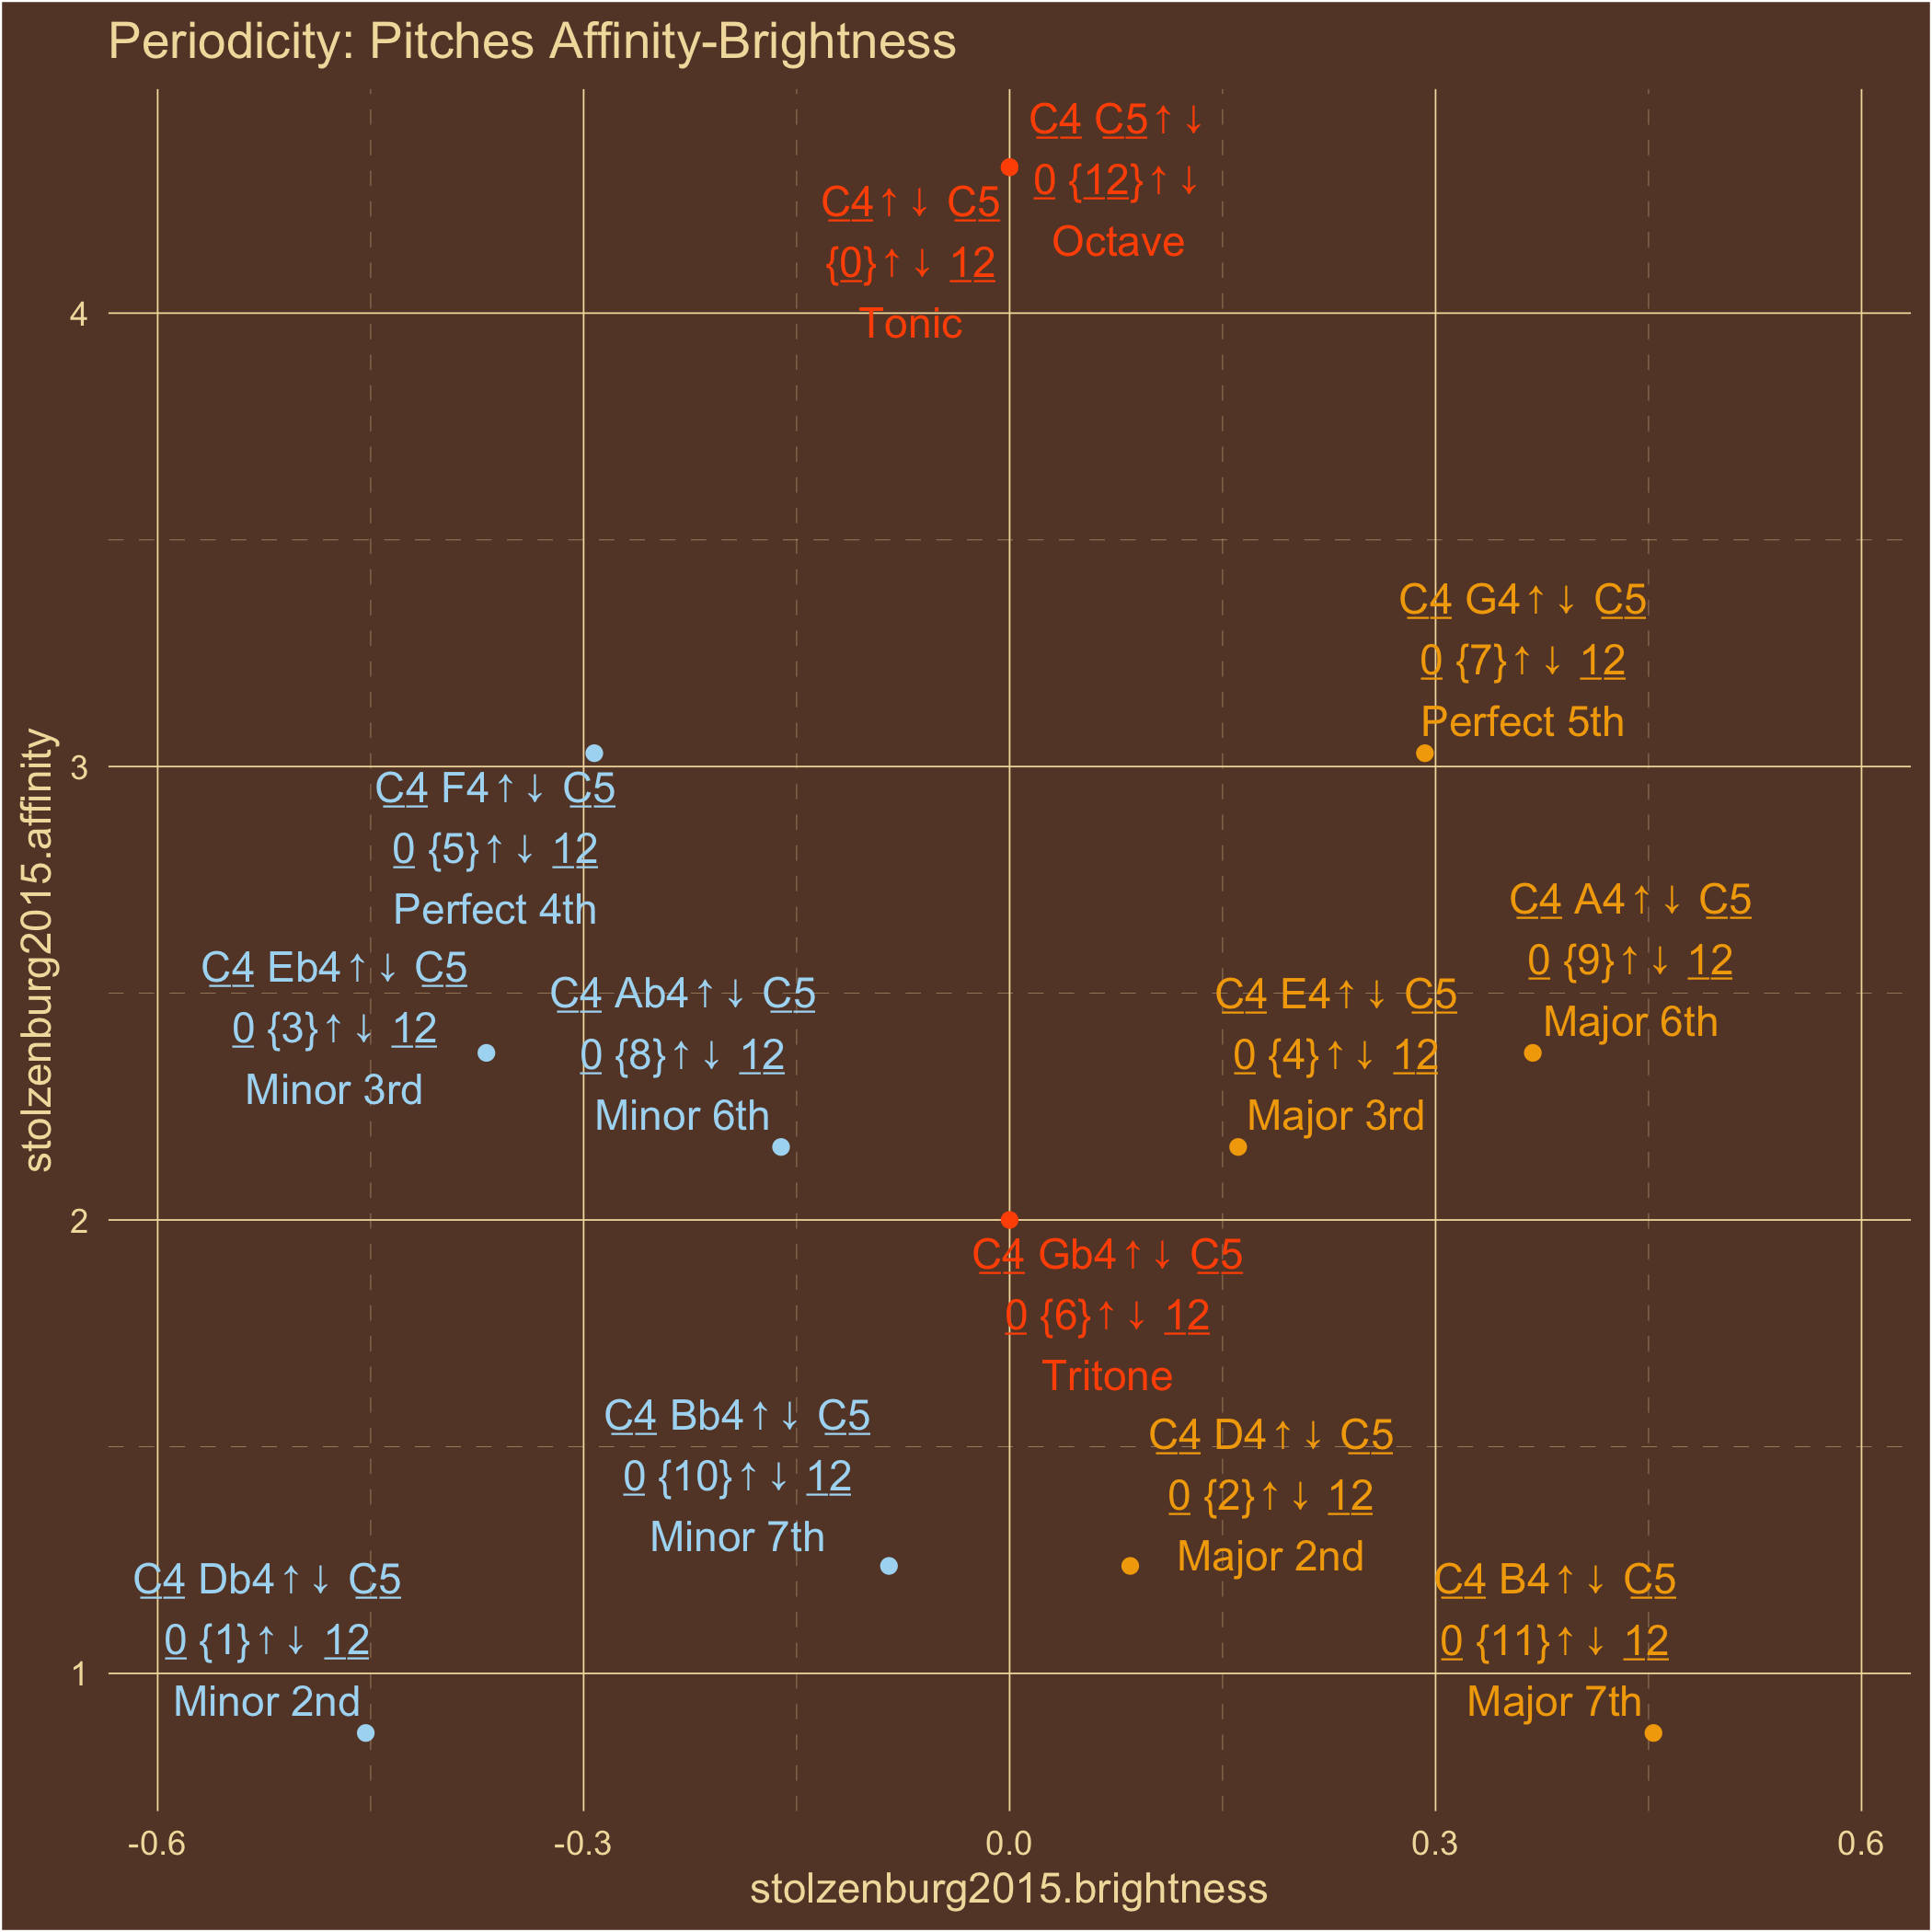 Periodicity: Pitches Affinity-Brightness
C4 C5↑↓
0 {12}↑↓
Octave
C4↑↓ C5
{0}↑↓ 12
Tonic
4
C4 G4↑↓ C5
0 {7}↑↓ 12
Perfect 5th
3
C4 F4↑↓ C5
0 {5}↑↓ 12
Perfect 4th
C4 A4↑↓ C5
0 {9}↑↓ 12
Major 6th
C4 Eb4↑↓ C5
0 {3}↑↓ 12
Minor 3rd
C4 Ab4↑↓ C5
0 {8}↑↓ 12
Minor 6th
C4 E4↑↓ C5
0 {4}↑↓ 12
Major 3rd
2
C4 Gb4↑↓ C5
0 {6}↑↓ 12
Tritone
C4 Bb4↑↓ C5
0 {10}↑↓ 12
Minor 7th
C4 D4↑↓ C5
0 {2}↑↓ 12
Major 2nd
C4 Db4↑↓ C5
0 {1}↑↓ 12
Minor 2nd
C4 B4↑↓ C5
0 {11}↑↓ 12
Major 7th
1
stolzenburg2015.affinity
-0.6 -0.3 0.0 0.3 0.6
stolzenburg2015.brightness